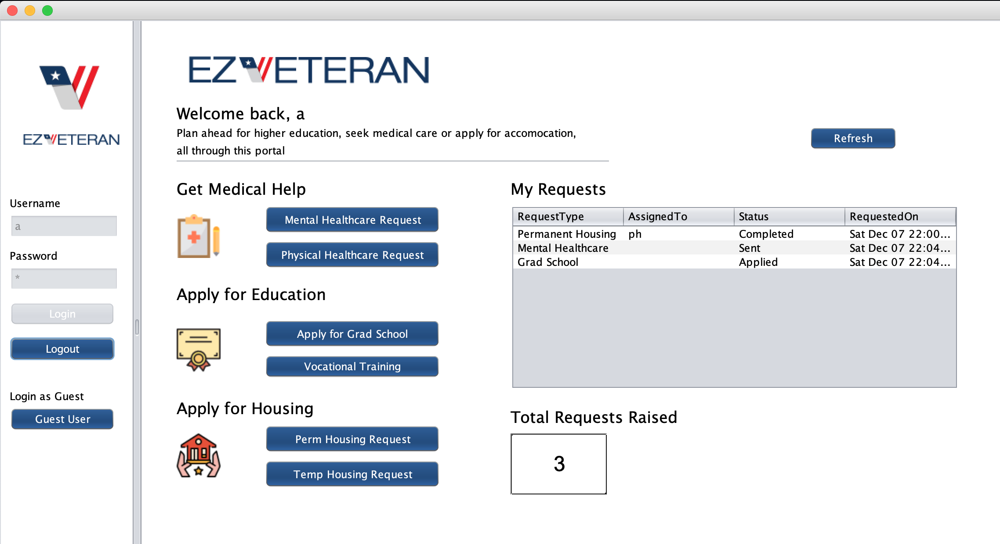 EZVETERAN
Username
a
Password
*
Login
Logout
Login as Guest
Guest User
EZVETERAN
Welcome back, a
Plan ahead for higher education, seek medical care or apply for accomocation,
all through this portal
Refresh
Get Medical Help
Mental Healthcare Request
Physical Healthcare Request
Apply for Education
Apply for Grad School
Vocational Training
Apply for Housing
Perm Housing Request
Temp Housing Request
My Requests
RequestType AssignedTo Status RequestedOn
Permanent Housing ph Completed Sat Dec 07 22:00...
Mental Healthcare Sent Sat Dec 07 22:04...
Grad School Applied Sat Dec 07 22:04...
Total Requests Raised
3